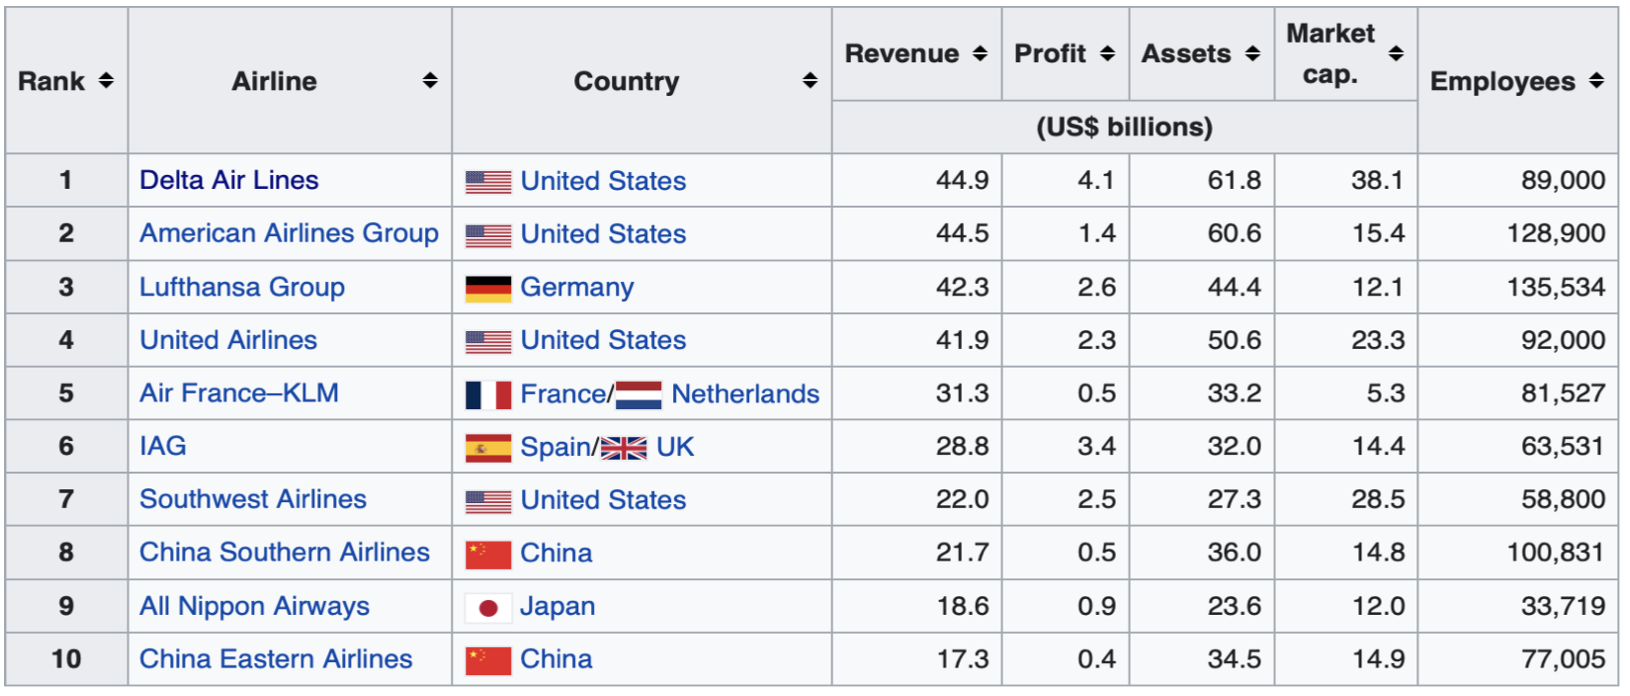 Rank Airline Country Revenue Profit Assets Market cap. Employees
(US$ billions)
1 Delta Air Lines United States 44.9 4.1 61.8 38.1 89,000
2 American Airlines Group United States 44.5 1.4 60.6 15.4 128,900
3 Lufthansa Group Germany 42.3 2.6 44.4 12.1 135,534
4 United Airlines United States 41.9 2.3 50.6 23.3 92,000
5 Air France–KLM France/ Netherlands 31.3 0.5 33.2 5.3 81,527
6 IAG Spain/ UK 28.8 3.4 32.0 14.4 63,531
7 Southwest Airlines United States 22.0 2.5 27.3 28.5 58,800
8 China Southern Airlines China 21.7 0.5 36.0 14.8 100,831
9 All Nippon Airways Japan 18.6 0.9 23.6 12.0 33,719
10 China Eastern Airlines China 17.3 0.4 34.5 14.9 77,005